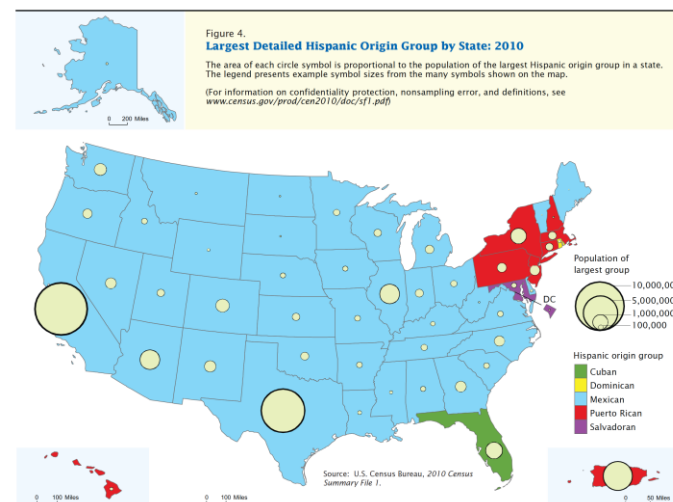 Figure 4.
Largest Detailed Hispanic Origin Group by State: 2010
The area of each circle symbol is proportional to the population of the largest Hispanic origin group in a state.
The legend presents example symbol sizes from the many symbols shown on the map.
(For information on confidentiality protection, nonsampling error, and definitions, see
www.census.gov/prod/cen2010/doc/sf1.pdf)
0 200 Miles
DC
Population of
largest group
10,000,00
5,000,000
1,000,000
100,000
Hispanic origin group
Cuban
Dominican
Mexican
Puerto Rican
Salvadoran
Source: U.S. Census Bureau, 2010 Census
Summary File 1.
0 100 Miles
0 100 Miles
0 50 Miles